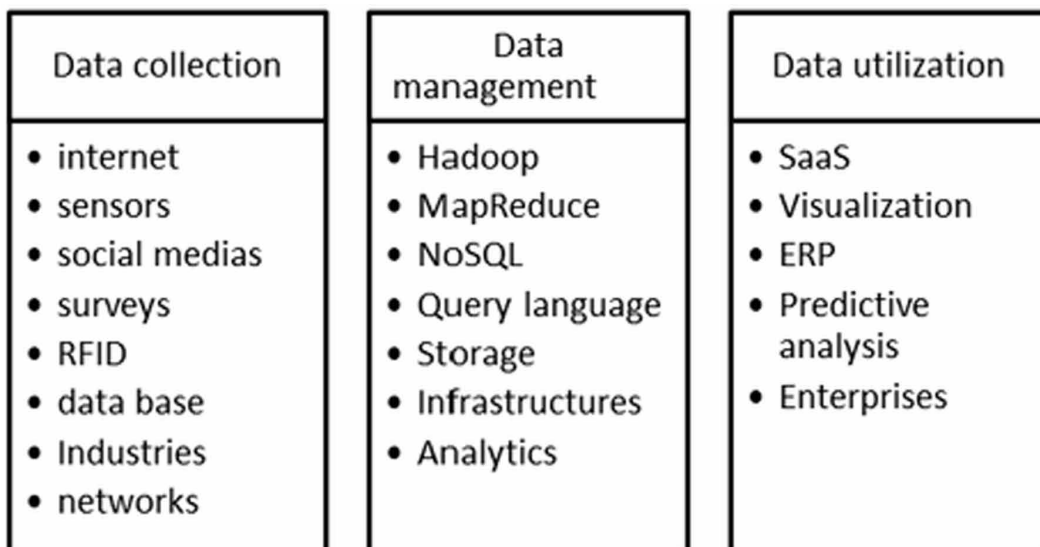 Data collection
• internet
• sensors
• social medias
• surveys
• RFID
• data base
• Industries
• networks
Data
management
• Hadoop
• MapReduce
• NoSQL
• Query language
• Storage
• Infrastructures
• Analytics
Data utilization
• SaaS
• Visualization
• ERP
• Predictive
analysis
• Enterprises